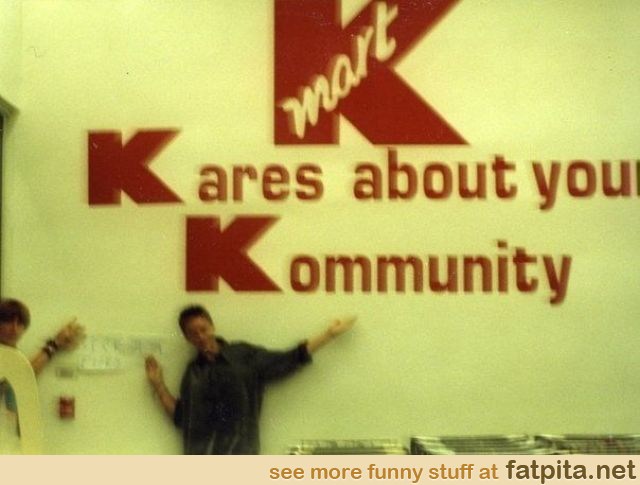 K
mart
Kares about your
Kommunity
see more funny stuff at fatpita.net